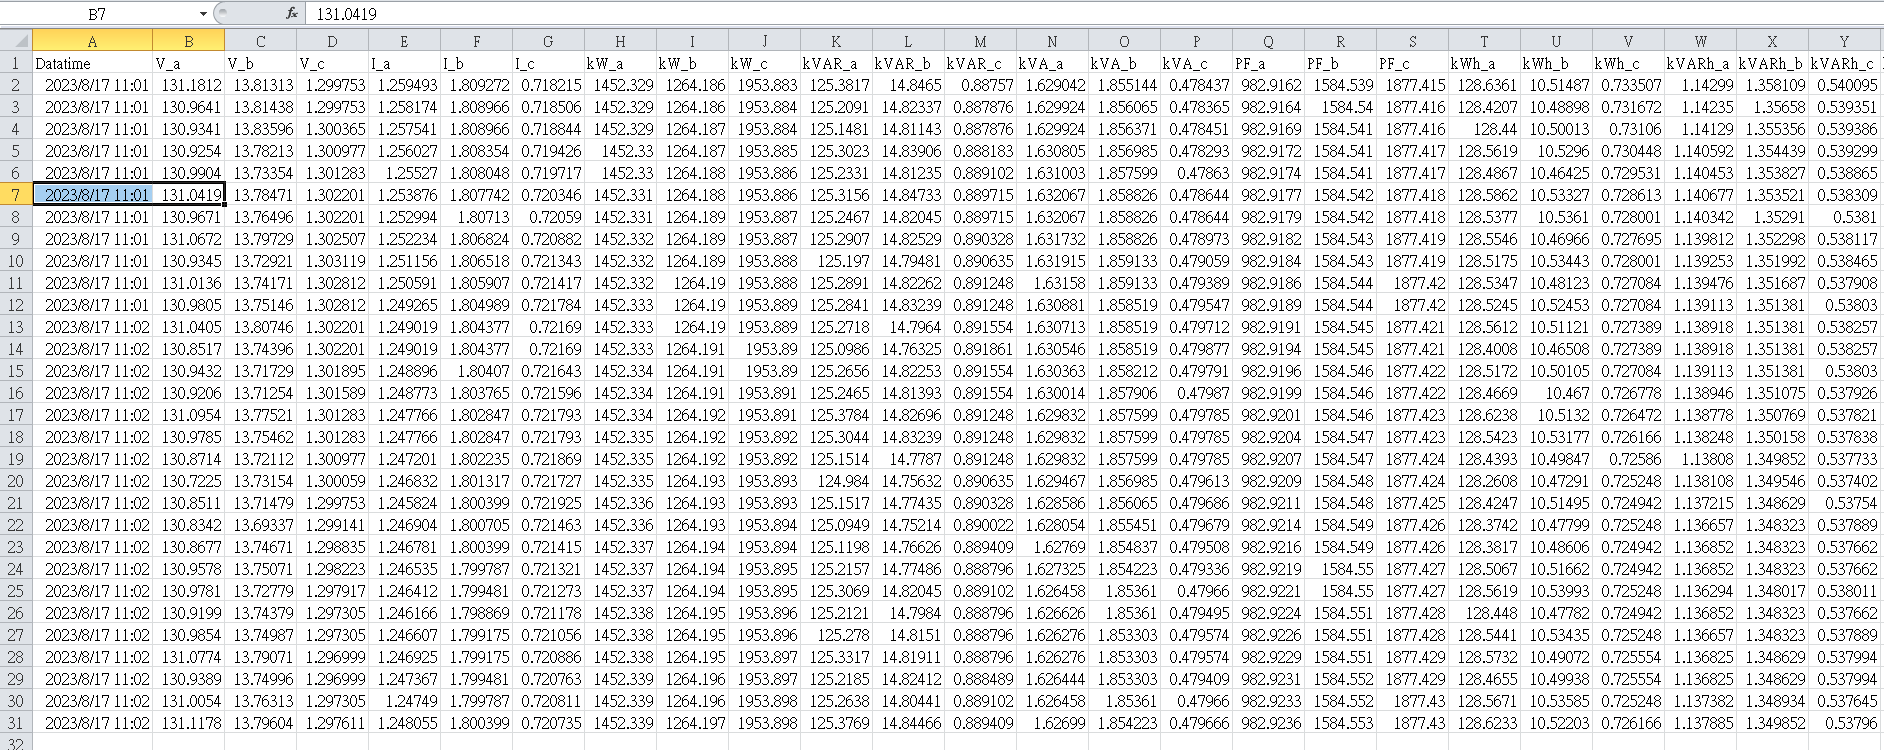 B7 fx 131.0419
A B C D E F G H I J K L M N O P Q R S T U V W X Y
1 Datatime V_a V_b V_c I_a I_b I_c kW_a kW_b kW_c kVAR_a kVAR_b kVAR_c kVA_a kVA_b kVA_c PF_a PF_b PF_c kWh_a kWh_b kWh_c kVARh_a kVARh_b kVARh_c
2 2023/8/17 11:01 131.1812 13.81313 1.299753 1.259493 1.809272 0.718215 1452.329 1264.186 1953.883 125.3817 14.8465 0.88757 1.629042 1.855144 0.478437 982.9162 1584.539 1877.415 128.6361 10.51487 0.733507 1.14299 1.358109 0.540095
3 2023/8/17 11:01 130.9641 13.81438 1.299753 1.258174 1.808966 0.718506 1452.329 1264.186 1953.884 125.2091 14.82337 0.887876 1.629924 1.856065 0.478365 982.9164 1584.54 1877.416 128.4207 10.48898 0.731672 1.14235 1.35658 0.539351
4 2023/8/17 11:01 130.9341 13.83596 1.300365 1.257541 1.808966 0.718844 1452.329 1264.187 1953.884 125.1481 14.81143 0.887876 1.629924 1.856371 0.478451 982.9169 1584.541 1877.416 128.44 10.50013 0.73106 1.14129 1.355356 0.539386
5 2023/8/17 11:01 130.9254 13.78213 1.300977 1.256027 1.808354 0.719426 1452.33 1264.187 1953.885 125.3023 14.83906 0.888183 1.630805 1.856985 0.478293 982.9172 1584.541 1877.417 128.5619 10.5296 0.730448 1.140592 1.354439 0.539299
6 2023/8/17 11:01 130.9904 13.73354 1.301283 1.25527 1.808048 0.719717 1452.33 1264.188 1953.886 125.2331 14.81235 0.889102 1.631003 1.857599 0.47863 982.9174 1584.541 1877.417 128.4867 10.46425 0.729531 1.140453 1.353827 0.538865
7 2023/8/17 11:01 131.0419 13.78471 1.302201 1.253876 1.807742 0.720346 1452.331 1264.188 1953.886 125.3156 14.84733 0.889715 1.632067 1.858826 0.478644 982.9177 1584.542 1877.418 128.5862 10.53327 0.728613 1.140677 1.353521 0.538309
8 2023/8/17 11:01 130.9671 13.76496 1.302201 1.252994 1.80713 0.72059 1452.331 1264.189 1953.887 125.2467 14.82045 0.889715 1.632067 1.858826 0.478644 982.9179 1584.542 1877.418 128.5377 10.5361 0.728001 1.140342 1.35291 0.5381
9 2023/8/17 11:01 131.0672 13.79729 1.302507 1.252234 1.806824 0.720882 1452.332 1264.189 1953.887 125.2907 14.82529 0.890328 1.631732 1.858826 0.478973 982.9182 1584.543 1877.419 128.5546 10.46966 0.727695 1.139812 1.352298 0.538117
10 2023/8/17 11:01 130.9345 13.72921 1.303119 1.251156 1.806518 0.721343 1452.332 1264.189 1953.888 125.197 14.79481 0.890635 1.631915 1.859133 0.479059 982.9184 1584.543 1877.419 128.5175 10.53443 0.728001 1.139253 1.351992 0.538465
11 2023/8/17 11:01 131.0136 13.74171 1.302812 1.250591 1.805907 0.721417 1452.332 1264.19 1953.888 125.2891 14.82262 0.891248 1.63158 1.859133 0.479389 982.9186 1584.544 1877.42 128.5347 10.48123 0.727084 1.139476 1.351687 0.537908
12 2023/8/17 11:01 130.9805 13.75146 1.302812 1.249265 1.804989 0.721784 1452.333 1264.19 1953.889 125.2841 14.83239 0.891248 1.630881 1.858519 0.479547 982.9189 1584.544 1877.42 128.5245 10.52453 0.727084 1.139113 1.351381 0.53803
13 2023/8/17 11:02 131.0405 13.80746 1.302201 1.249019 1.804377 0.72169 1452.333 1264.19 1953.889 125.2718 14.7964 0.891554 1.630713 1.858519 0.479712 982.9191 1584.545 1877.421 128.5612 10.51121 0.727389 1.138918 1.351381 0.538257
14 2023/8/17 11:02 130.8517 13.74396 1.302201 1.249019 1.804377 0.72169 1452.333 1264.191 1953.89 125.0986 14.76325 0.891861 1.630546 1.858519 0.479877 982.9194 1584.545 1877.421 128.4008 10.46508 0.727389 1.138918 1.351381 0.538257
15 2023/8/17 11:02 130.9432 13.71729 1.301895 1.248896 1.80407 0.721643 1452.334 1264.191 1953.89 125.2656 14.82253 0.891554 1.630363 1.858212 0.479791 982.9196 1584.546 1877.422 128.5172 10.50105 0.727084 1.139113 1.351381 0.53803
16 2023/8/17 11:02 130.9206 13.71254 1.301589 1.248773 1.803765 0.721596 1452.334 1264.191 1953.891 125.2465 14.81393 0.891554 1.630014 1.857906 0.47987 982.9199 1584.546 1877.422 128.4669 10.467 0.726778 1.138946 1.351075 0.537926
17 2023/8/17 11:02 131.0954 13.77521 1.301283 1.247766 1.802847 0.721793 1452.334 1264.192 1953.891 125.3784 14.82696 0.891248 1.629832 1.857599 0.479785 982.9201 1584.546 1877.423 128.6238 10.5132 0.726472 1.138778 1.350769 0.537821
18 2023/8/17 11:02 130.9785 13.75462 1.301283 1.247766 1.802847 0.721793 1452.335 1264.192 1953.892 125.3044 14.83239 0.891248 1.629832 1.857599 0.479785 982.9204 1584.547 1877.423 128.5423 10.53177 0.726166 1.138248 1.350158 0.537838
19 2023/8/17 11:02 130.8714 13.72112 1.300977 1.247201 1.802235 0.721869 1452.335 1264.192 1953.892 125.1514 14.7787 0.891248 1.629832 1.857599 0.479785 982.9207 1584.547 1877.424 128.4393 10.49847 0.72586 1.13808 1.349852 0.537733
20 2023/8/17 11:02 130.7225 13.73154 1.300059 1.246832 1.801317 0.721727 1452.335 1264.193 1953.893 124.984 14.75632 0.890635 1.629467 1.856985 0.479613 982.9209 1584.548 1877.424 128.2608 10.47291 0.725248 1.138108 1.349546 0.537402
21 2023/8/17 11:02 130.8511 13.71479 1.299753 1.245824 1.800399 0.721925 1452.336 1264.193 1953.893 125.1517 14.77435 0.890328 1.628586 1.856065 0.479686 982.9211 1584.548 1877.425 128.4247 10.51495 0.724942 1.137215 1.348629 0.53754
22 2023/8/17 11:02 130.8342 13.69337 1.299141 1.246904 1.800705 0.721463 1452.336 1264.193 1953.894 125.0949 14.75214 0.890022 1.628054 1.855451 0.479679 982.9214 1584.549 1877.426 128.3742 10.47799 0.725248 1.136657 1.348323 0.537889
23 2023/8/17 11:02 130.8677 13.74671 1.298835 1.246781 1.800399 0.721415 1452.337 1264.194 1953.894 125.1198 14.76626 0.889409 1.62769 1.854837 0.479508 982.9216 1584.549 1877.426 128.3817 10.48606 0.724942 1.136852 1.348323 0.537662
24 2023/8/17 11:02 130.9578 13.75071 1.298223 1.246535 1.799787 0.721321 1452.337 1264.194 1953.895 125.2157 14.77486 0.888796 1.627325 1.854223 0.479336 982.9219 1584.55 1877.427 128.5067 10.51662 0.724942 1.136852 1.348323 0.537662
25 2023/8/17 11:02 130.9781 13.72779 1.297917 1.246412 1.799481 0.721273 1452.337 1264.194 1953.895 125.3069 14.82045 0.889102 1.626458 1.85361 0.47966 982.9221 1584.55 1877.427 128.5619 10.53993 0.725248 1.136294 1.348017 0.538011
26 2023/8/17 11:02 130.9199 13.74379 1.297305 1.246166 1.798869 0.721178 1452.338 1264.195 1953.896 125.2121 14.7984 0.888796 1.626626 1.85361 0.479495 982.9224 1584.551 1877.428 128.448 10.47782 0.724942 1.136852 1.348323 0.537662
27 2023/8/17 11:02 130.9854 13.74987 1.297305 1.246607 1.799175 0.721056 1452.338 1264.195 1953.896 125.278 14.8151 0.888796 1.626276 1.853303 0.479574 982.9226 1584.551 1877.428 128.5441 10.53435 0.725248 1.136657 1.348323 0.537889
28 2023/8/17 11:02 131.0774 13.79071 1.296999 1.246925 1.799175 0.720886 1452.338 1264.195 1953.897 125.3317 14.81911 0.888796 1.626276 1.853303 0.479574 982.9229 1584.551 1877.429 128.5732 10.49072 0.725554 1.136825 1.348629 0.537994
29 2023/8/17 11:02 130.9389 13.74996 1.296999 1.247367 1.799481 0.720763 1452.339 1264.196 1953.897 125.2185 14.82412 0.888489 1.626444 1.853303 0.479409 982.9231 1584.552 1877.429 128.4655 10.49938 0.725554 1.136825 1.348629 0.537994
30 2023/8/17 11:02 131.0054 13.76313 1.297305 1.24749 1.799787 0.720811 1452.339 1264.196 1953.898 125.2638 14.80441 0.889102 1.626458 1.85361 0.47966 982.9233 1584.552 1877.43 128.5671 10.53585 0.725248 1.137382 1.348934 0.537645
31 2023/8/17 11:02 131.1178 13.79604 1.297611 1.248055 1.800399 0.720735 1452.339 1264.197 1953.898 125.3769 14.84466 0.889409 1.62699 1.854223 0.479666 982.9236 1584.553 1877.43 128.6233 10.52203 0.726166 1.137885 1.349852 0.53796
32